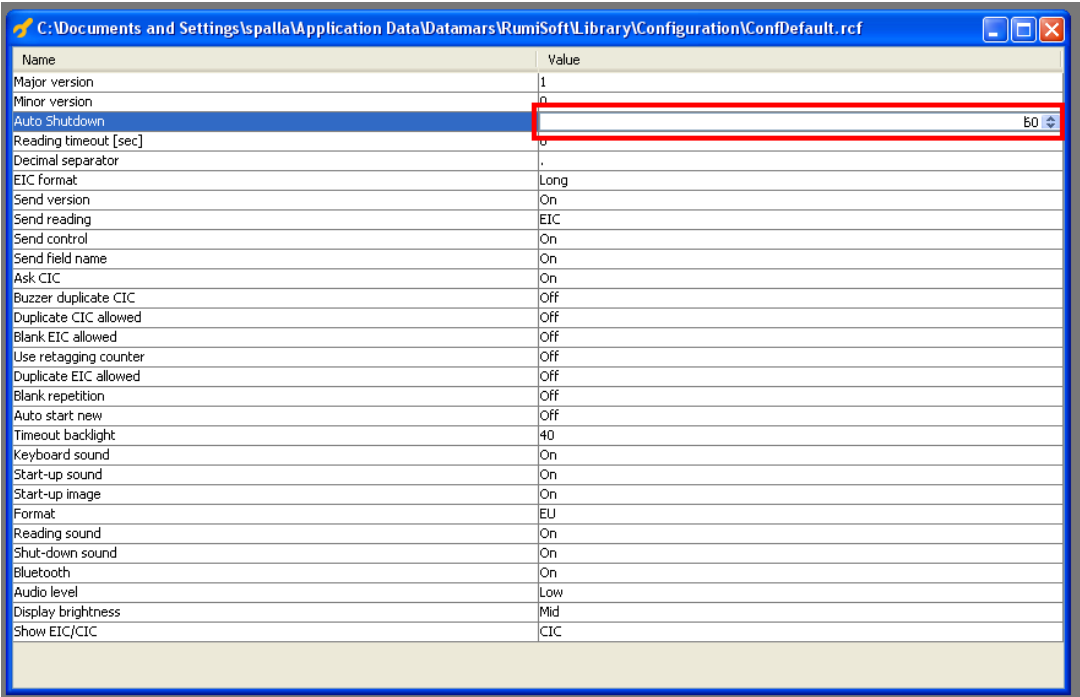 C:\Documents and Settings\spalla\Application Data\Datamars\RumiSoft\Library\Configuration\ConfDefault.rcf
Name Value
Major version 1
Minor version 0
Auto Shutdown 60
Reading timeout [sec] 6
Decimal separator .
EIC format Long
Send version On
Send reading EIC
Send control On
Send field name On
Ask CIC On
Buzzer duplicate CIC Off
Duplicate CIC allowed Off
Blank EIC allowed Off
Use retagging counter Off
Duplicate EIC allowed Off
Blank repetition Off
Auto start new Off
Timeout backlight 40
Keyboard sound On
Start-up sound On
Start-up image On
Format EU
Reading sound On
Shut-down sound On
Bluetooth On
Audio level Low
Display brightness Mid
Show EIC/CIC CIC